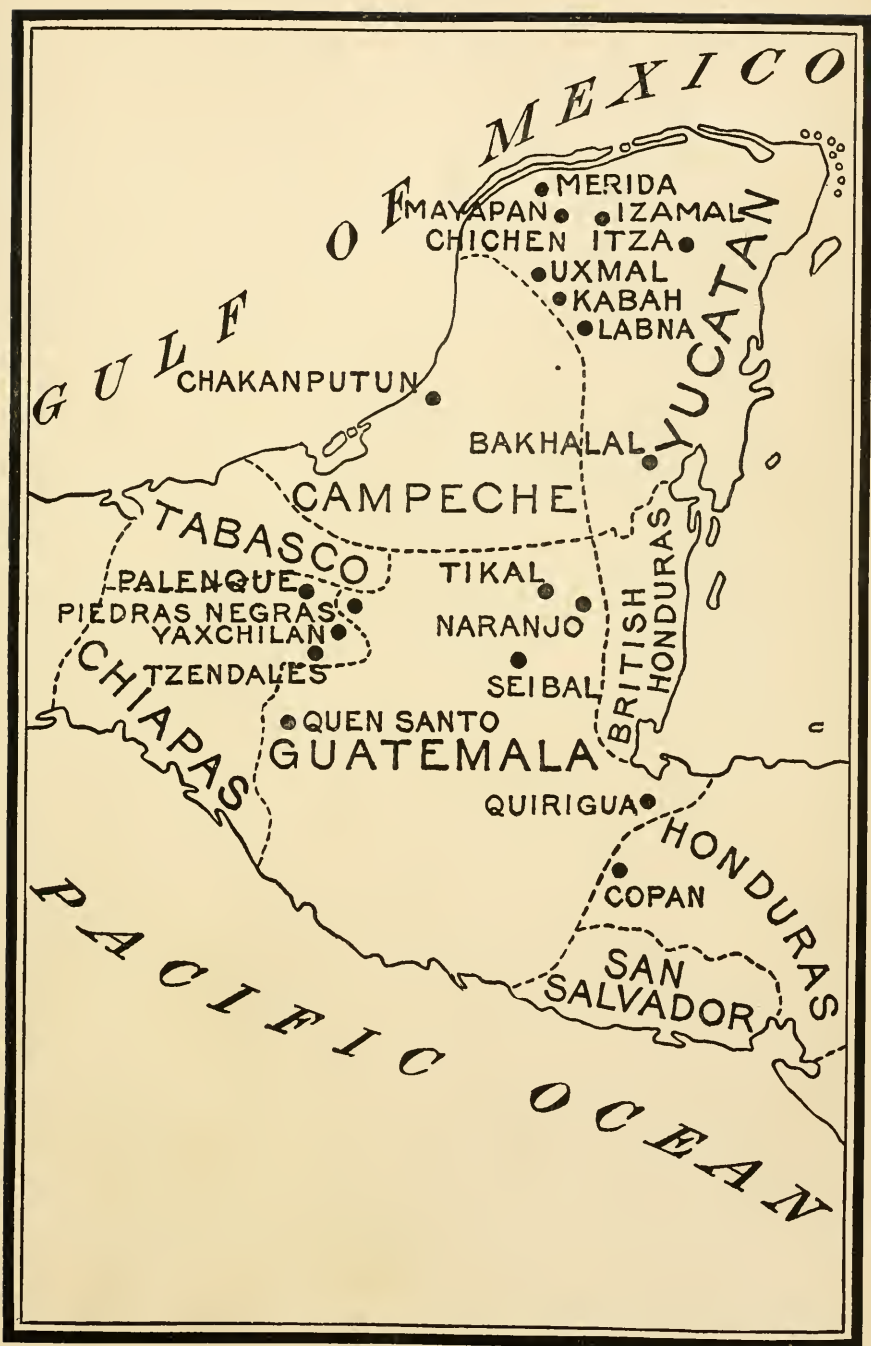 GULF OF MEXICO
MERIDA
MAYAPAN
IZAMAL
CHICHEN ITZA
UXMAL
KABAH
LABNA
YUCATAN
CHAKANPUTUN
BAKHALAL
CAMPECHE
TABASCO
TIKAL
PALENQUE
PIEDRAS NEGRAS
NARANJO
YAXCHILAN
TZENDALES
SEIBAL
BRITISH
HONDURAS
CHIAPAS
QUEN SANTO
GUATEMALA
QUIRIGUA
HONDURAS
COPAN
SAN
SALVADOR
PACIFIC OCEAN